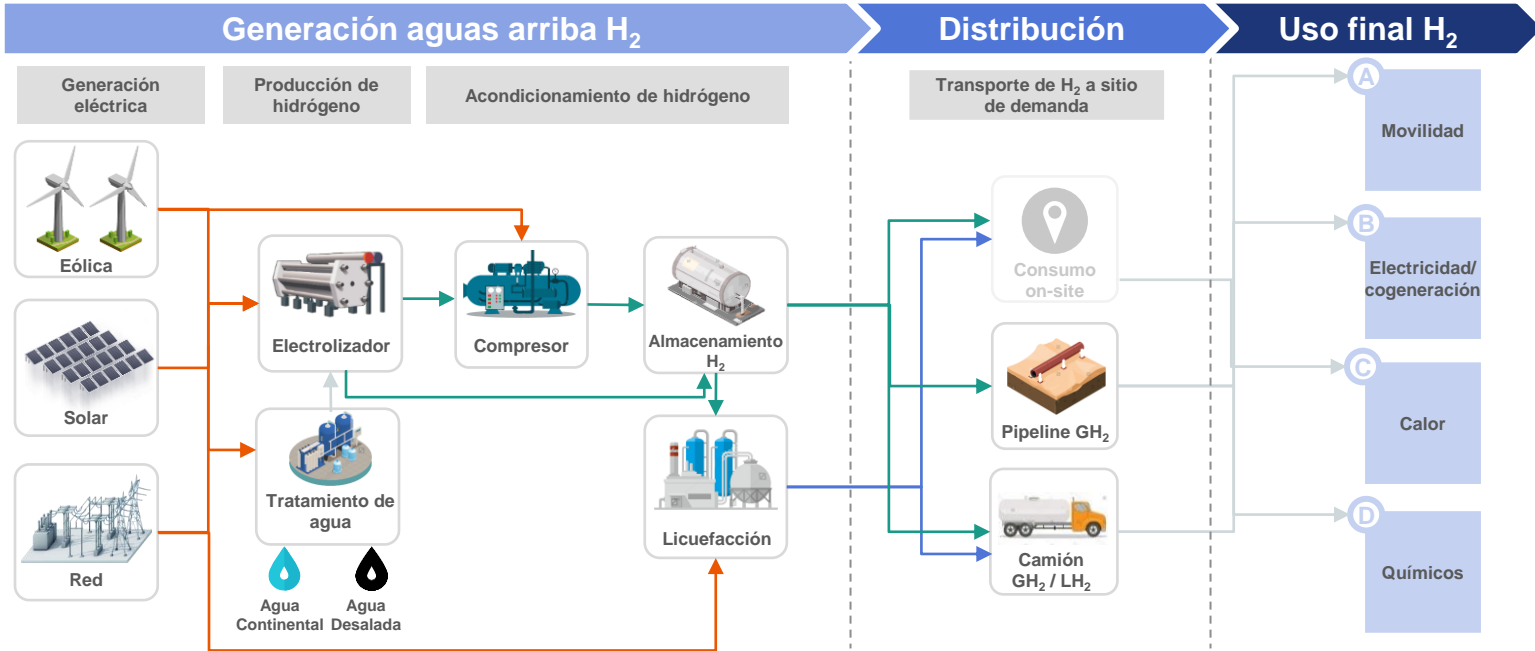 Generación aguas arriba H₂
Distribución
Uso final H₂
Generación
eléctrica
Producción de
hidrógeno
Acondicionamiento de hidrógeno
Transporte de H₂ a sitio
de demanda
Eólica
Solar
Red
Electrolizador
Tratamiento de
agua
Agua
Continental
Agua
Desalada
Compresor
Almacenamiento
H₂
Licuefacción
Consumo
on-site
Pipeline GH₂
Camión
GH₂ / LH₂
A
Movilidad
B
Electricidad/
cogeneración
C
Calor
D
Químicos